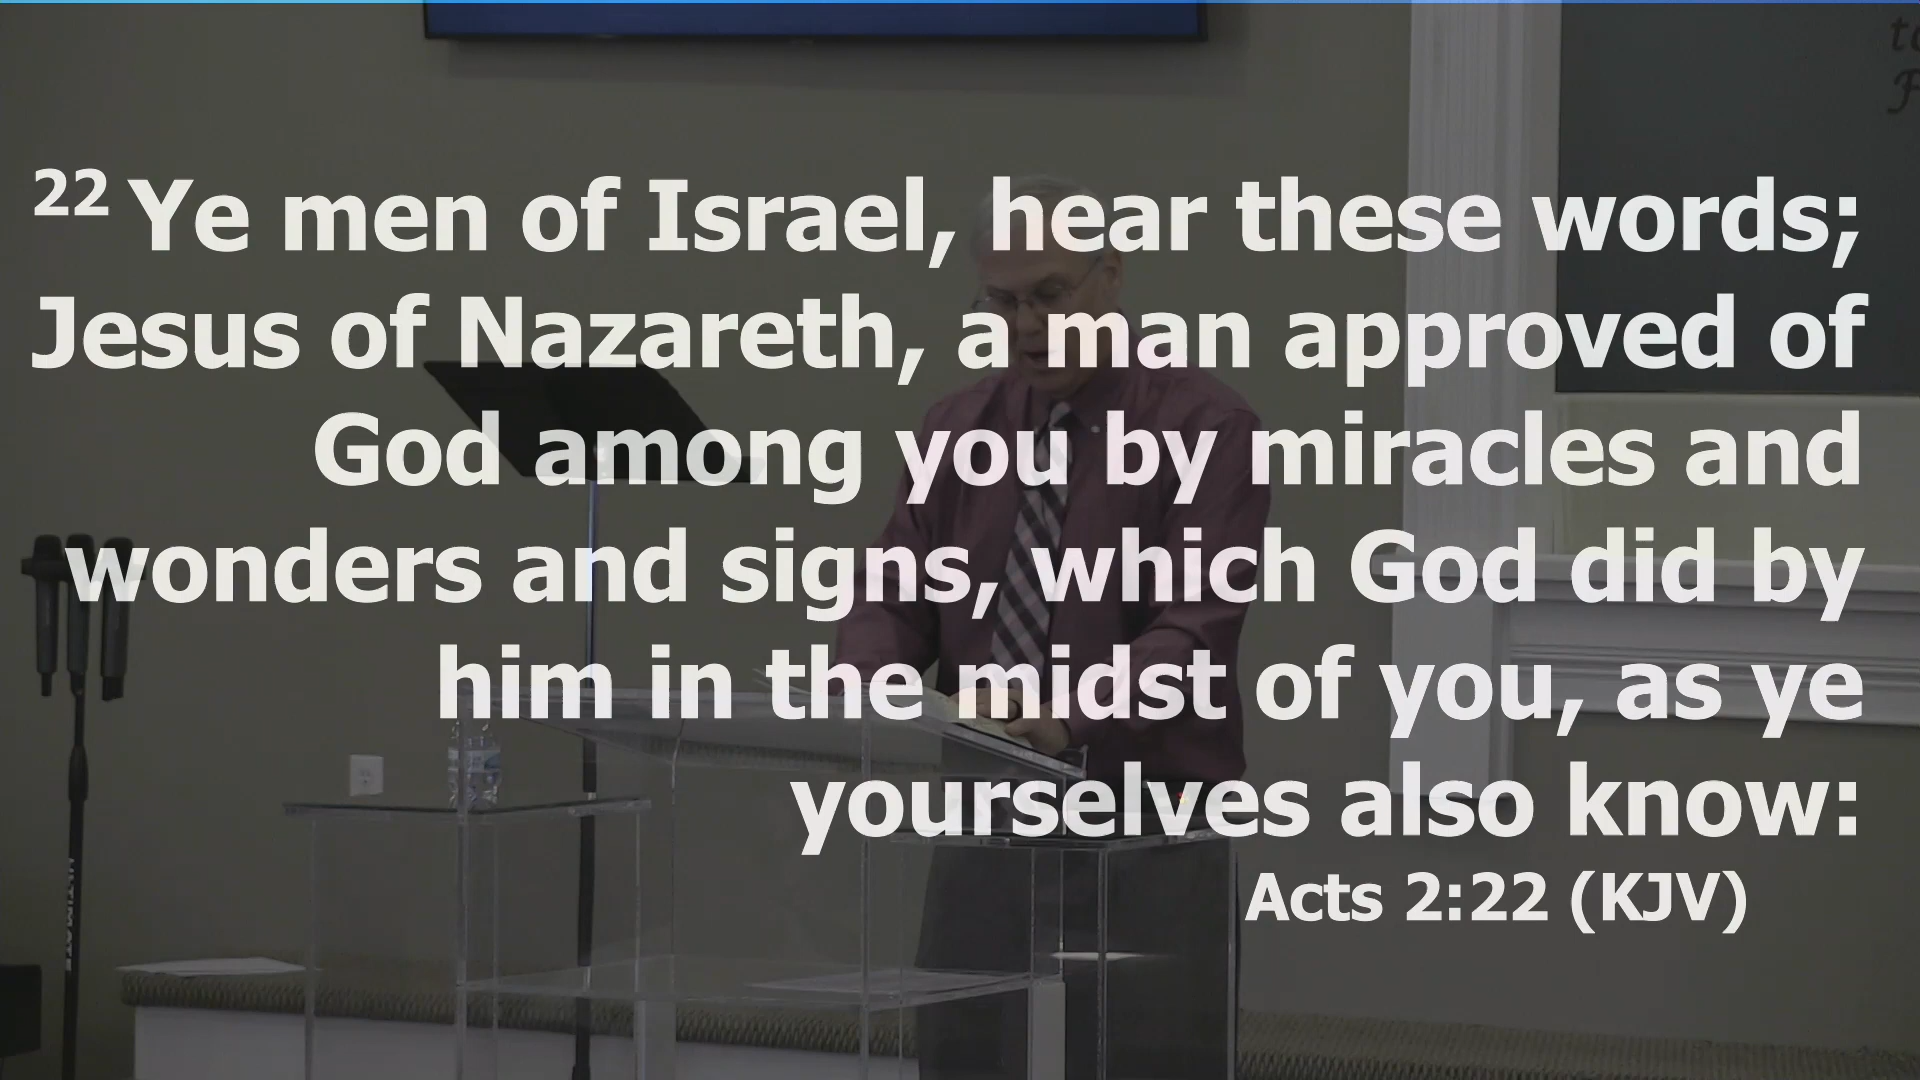 22 Ye men of Israel, hear these words;
Jesus of Nazareth, a man approved of
God among you by miracles and
wonders and signs, which God did by
him in the midst of you, as ye
yourselves also know:
Acts 2:22 (KJV)